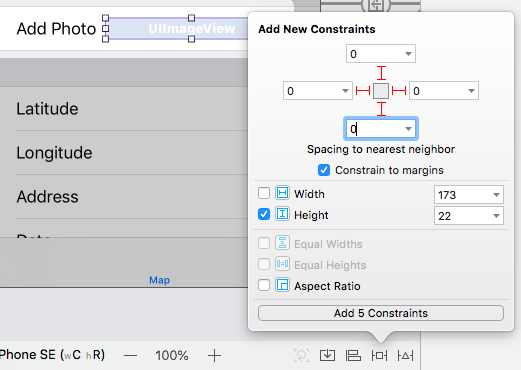 Add Photo UIImageView
Latitude
Longitude
Address
Map
Phone SE (wC hR) 100%
Add New Constraints
0
0 0
0
Spacing to nearest neighbor
Constrain to margins
Width 173
Height 22
Equal Widths
Equal Heights
Aspect Ratio
Add 5 Constraints